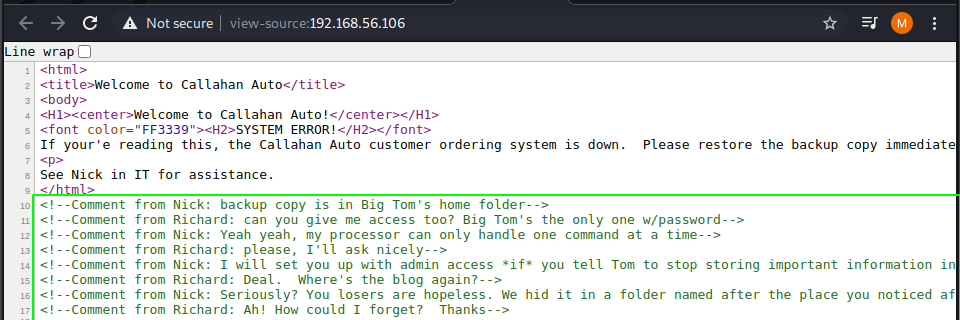 Not secure | view-source:192.168.56.106
M
Line wrap
1 <html>
2 <title>Welcome to Callahan Auto</title>
3 <body>
4 <H1><center>Welcome to Callahan Auto!</center></H1>
5 <font color="FF3339"><H2>SYSTEM ERROR!</H2></font>
6 If your'e reading this, the Callahan Auto customer ordering system is down.  Please restore the backup copy immediate
7 <p>
8 See Nick in IT for assistance.
9 </html>
10 <!--Comment from Nick: backup copy is in Big Tom's home folder-->
11 <!--Comment from Richard: can you give me access too? Big Tom's the only one w/password-->
12 <!--Comment from Nick: Yeah yeah, my processor can only handle one command at a time-->
13 <!--Comment from Richard: please, I'll ask nicely-->
14 <!--Comment from Nick: I will set you up with admin access *if* you tell Tom to stop storing important information in
15 <!--Comment from Richard: Deal.  Where's the blog again?-->
16 <!--Comment from Nick: Seriously? You losers are hopeless. We hid it in a folder named after the place you noticed af
17 <!--Comment from Richard: Ah! How could I forget?  Thanks-->